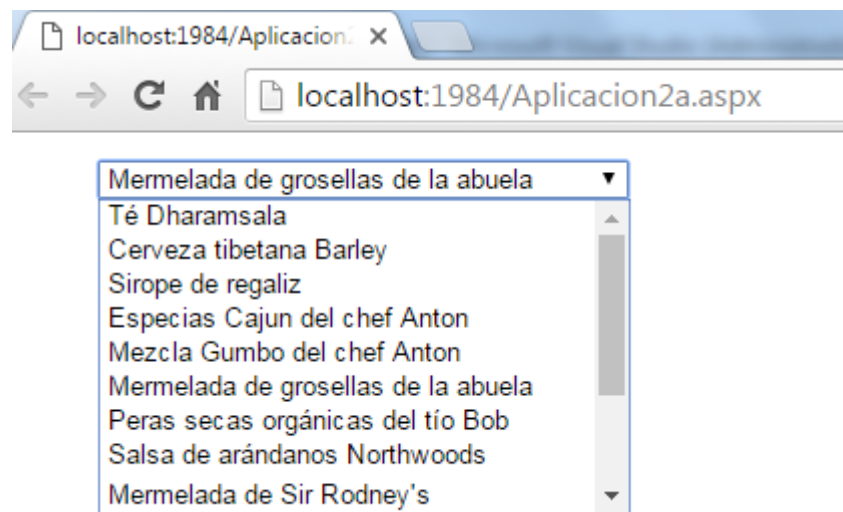 localhost:1984/Aplicacion
localhost:1984/Aplicacion2a.aspx
Mermelada de grosellas de la abuela
Té Dharamsala
Cerveza tibetana Barley
Sirope de regaliz
Especias Cajun del chef Anton
Mezcla Gumbo del chef Anton
Mermelada de grosellas de la abuela
Peras secas orgánicas del tío Bob
Salsa de arándanos Northwoods
Mermelada de Sir Rodney's